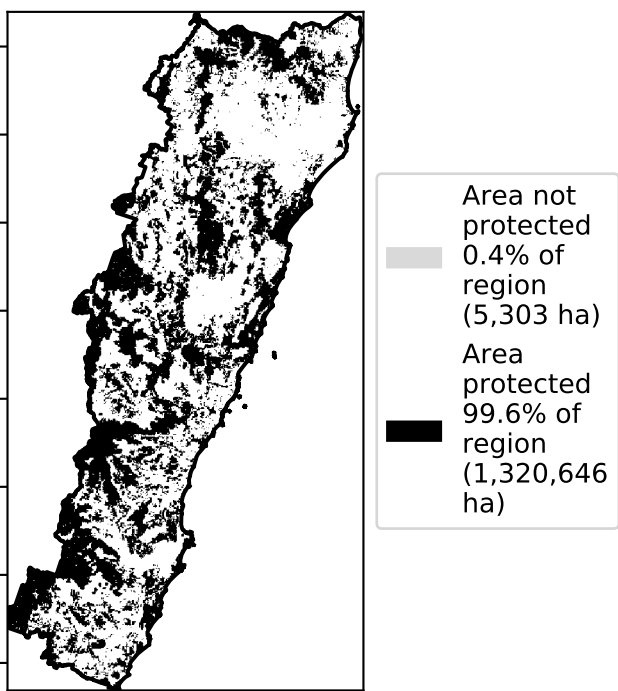 Area not
protected
0.4% of
region
(5,303 ha)
Area
protected
99.6% of
region
(1,320,646
ha)